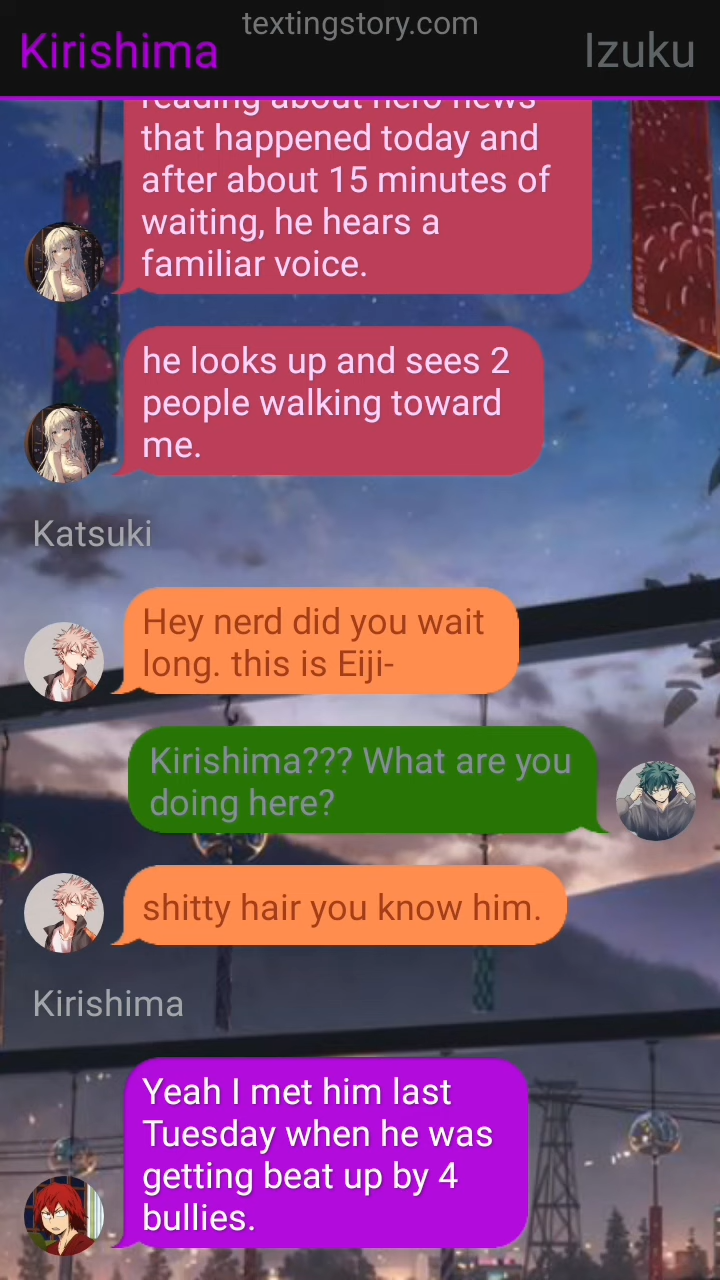 textingstory.com
Kirishima
Izuku
reading about hero news
that happened today and
after about 15 minutes of
waiting, he hears a
familiar voice.
he looks up and sees 2
people walking toward
me.
Katsuki
Hey nerd did you wait
long. this is Eiji-
Kirishima??? What are you
doing here?
shitty hair you know him.
Kirishima
Yeah I met him last
Tuesday when he was
getting beat up by 4
bullies.